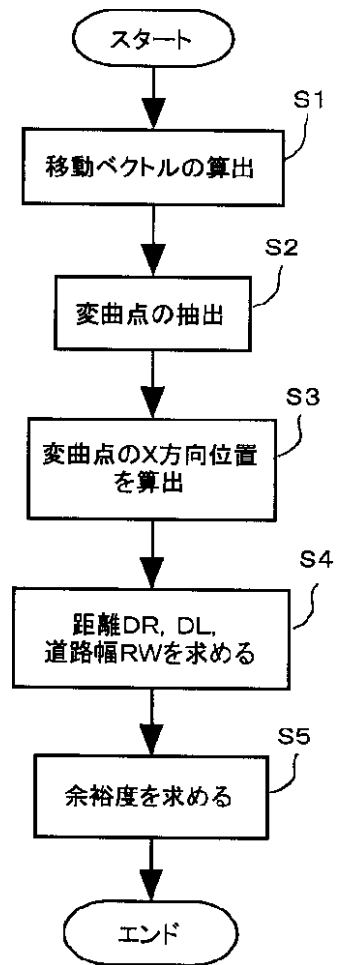 スタート
S1
移動ベクトルの算出
S2
変曲点の抽出
S3
変曲点のX方向位置
を算出
S4
距離DR, DL,
道路幅RWを求める
S5
余裕度を求める
エンド